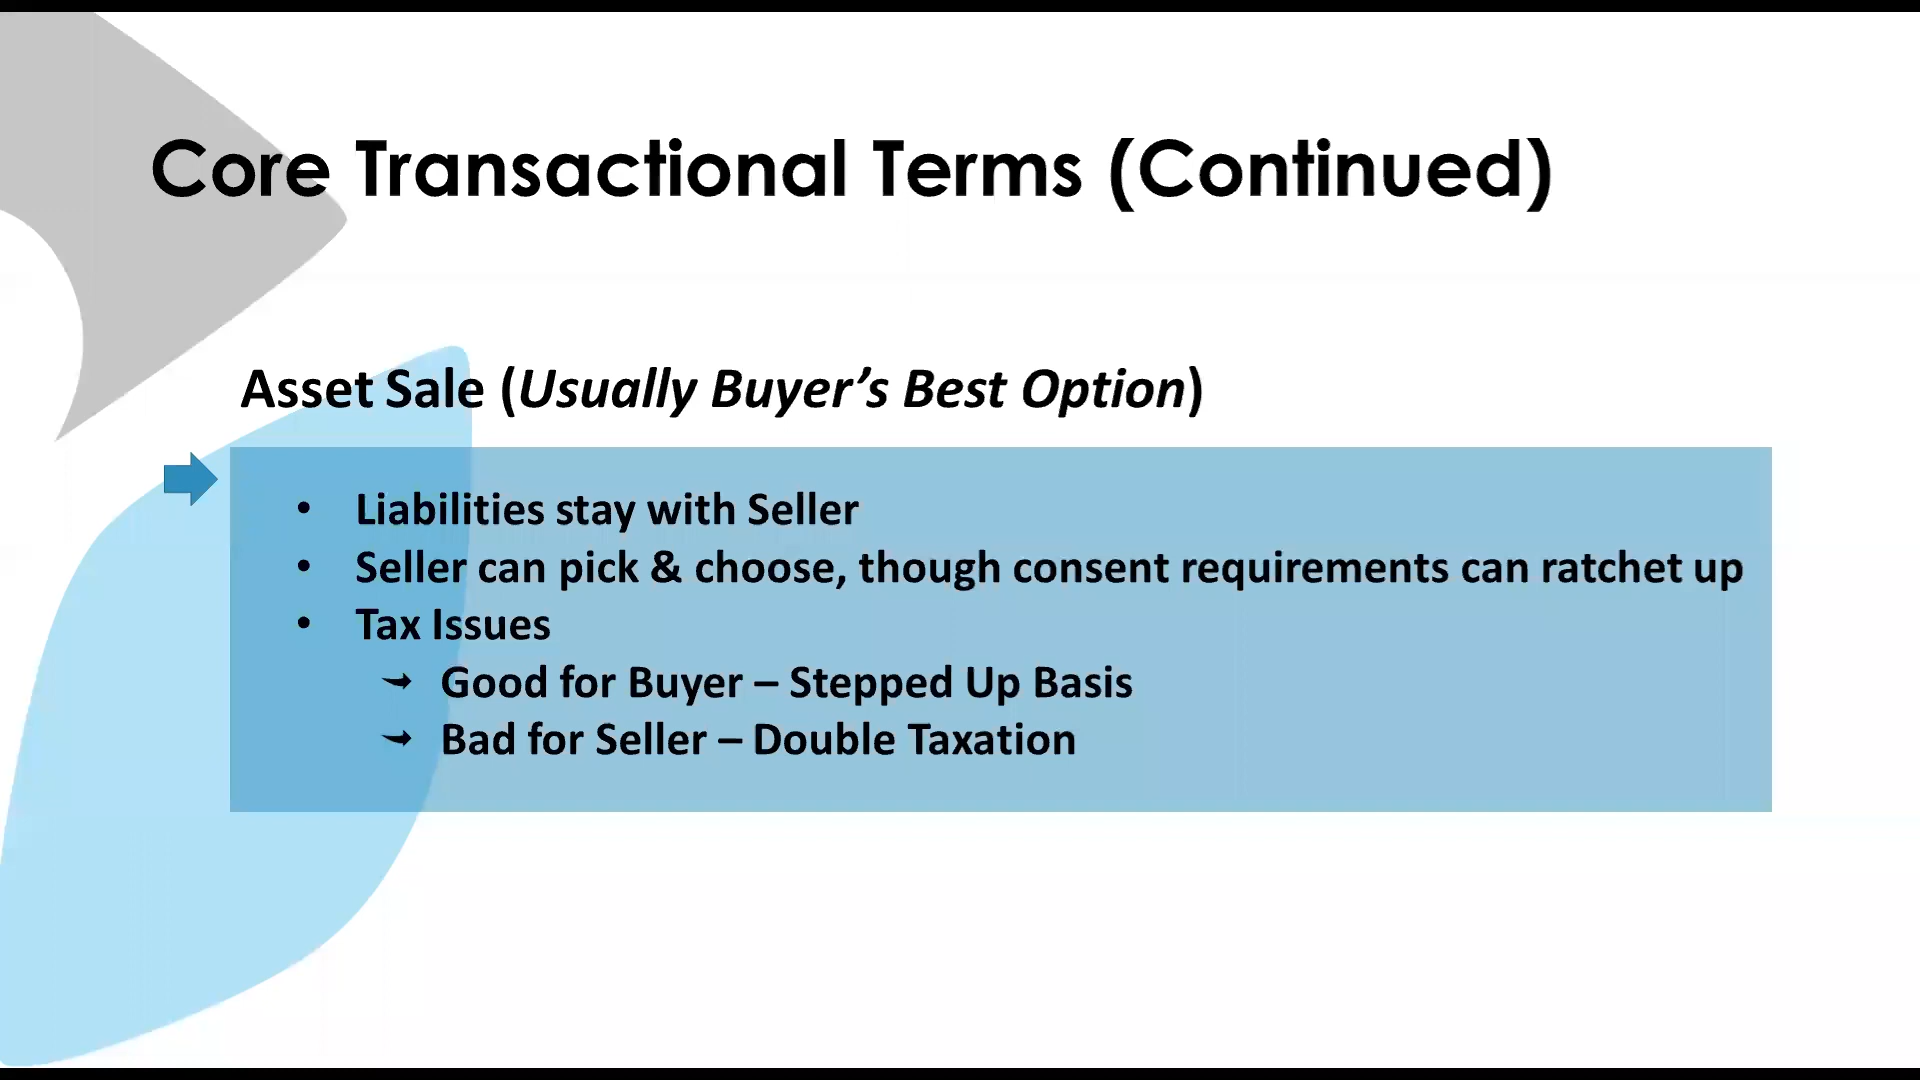 Core Transactional Terms (Continued)
Asset Sale (Usually Buyer’s Best Option)
• Liabilities stay with Seller
• Seller can pick & choose, though consent requirements can ratchet up
• Tax Issues
→ Good for Buyer – Stepped Up Basis
→ Bad for Seller – Double Taxation